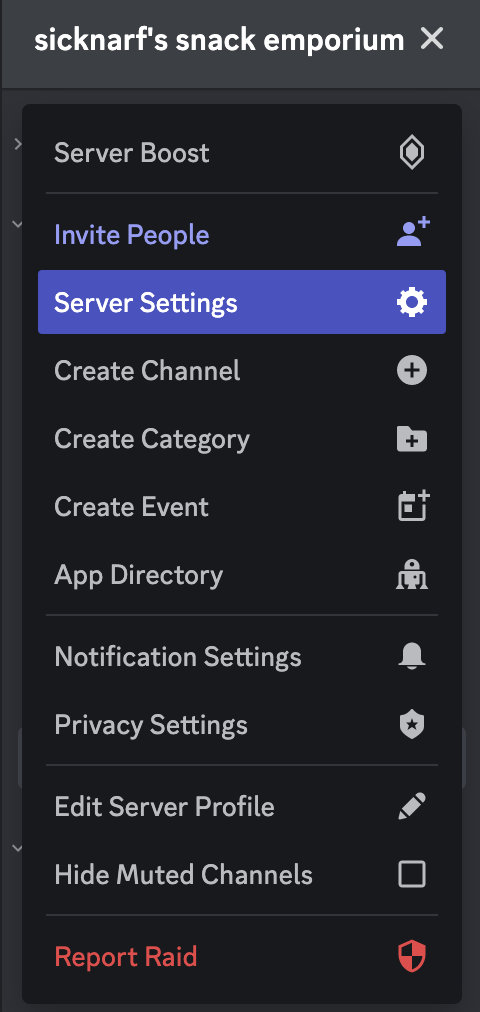 sicknarf's snack emporium
Server Boost
Invite People
Server Settings
Create Channel
Create Category
Create Event
App Directory
Notification Settings
Privacy Settings
Edit Server Profile
Hide Muted Channels
Report Raid